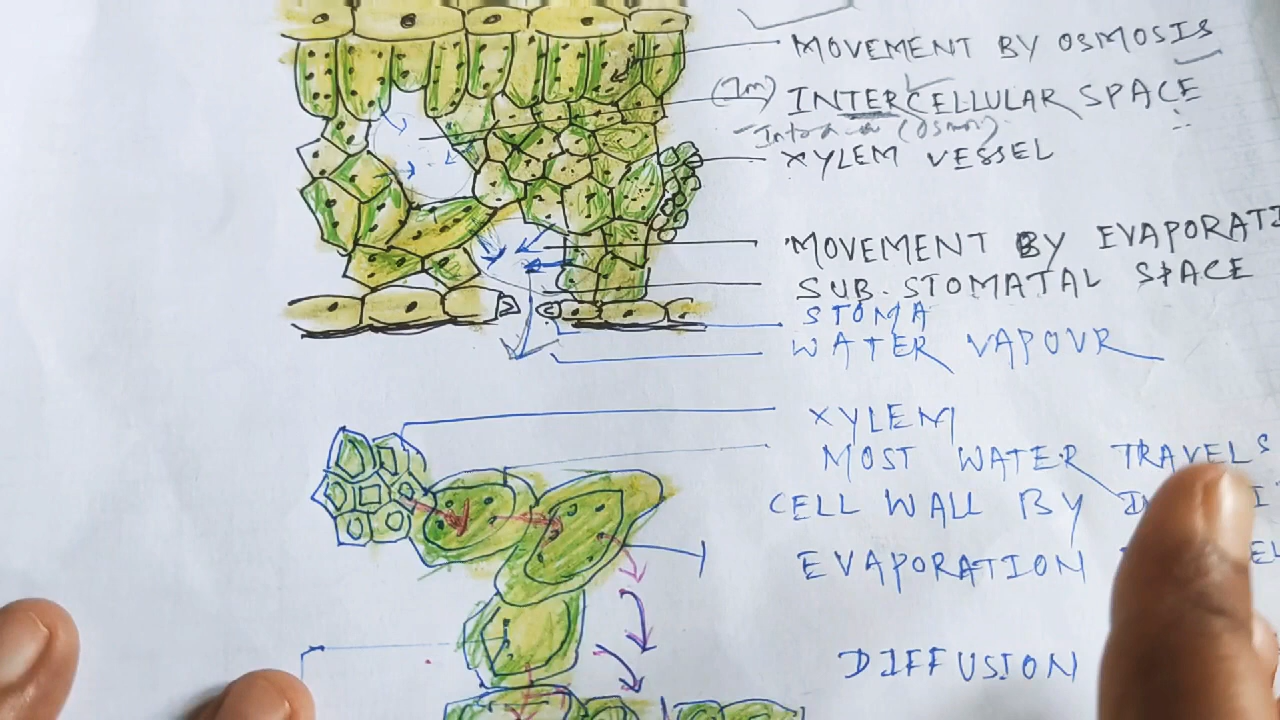 MOVEMENT BY OSMOSIS
(Im) INTERCELLULAR SPACE
XYLEM VESSEL
MOVEMENT BY EVAPORATI
SUB-STOMATAL SPACE
STOMA
WATER VAPOUR
XYLEM
MOST WATER TRAVELS
CELL WALL BY
EVAPORATION
DIFFUSION